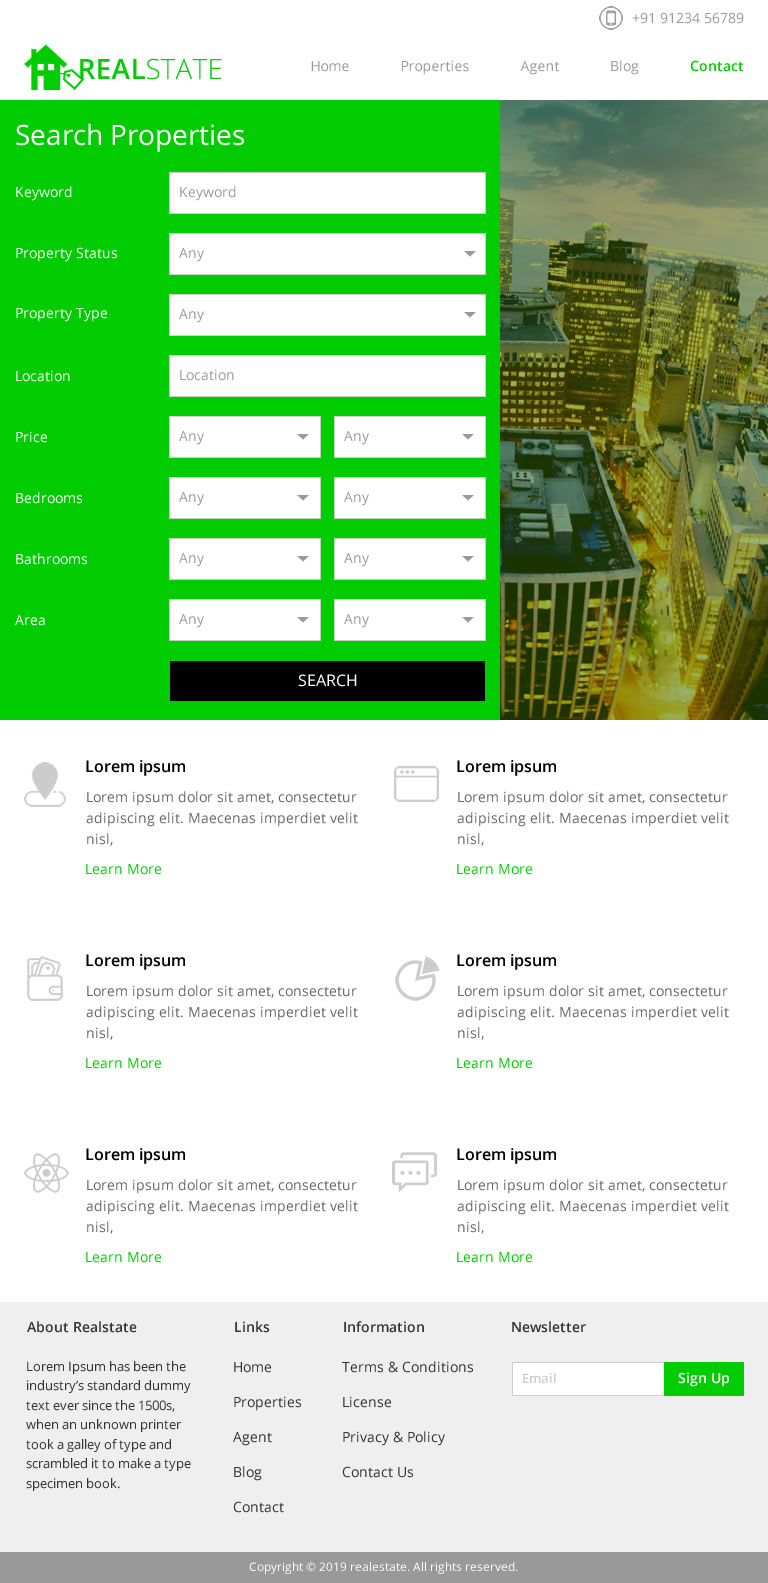 +91 91234 56789
REALSTATE
Home Properties Agent Blog Contact
Search Properties
Keyword Keyword
Property Status Any
Property Type Any
Location Location
Price Any Any
Bedrooms Any Any
Bathrooms Any Any
Area Any Any
SEARCH
Lorem ipsum
Lorem ipsum dolor sit amet, consectetur
adipiscing elit. Maecenas imperdiet velit
nisl,
Learn More
Lorem ipsum
Lorem ipsum dolor sit amet, consectetur
adipiscing elit. Maecenas imperdiet velit
nisl,
Learn More
Lorem ipsum
Lorem ipsum dolor sit amet, consectetur
adipiscing elit. Maecenas imperdiet velit
nisl,
Learn More
Lorem ipsum
Lorem ipsum dolor sit amet, consectetur
adipiscing elit. Maecenas imperdiet velit
nisl,
Learn More
Lorem ipsum
Lorem ipsum dolor sit amet, consectetur
adipiscing elit. Maecenas imperdiet velit
nisl,
Learn More
Lorem ipsum
Lorem ipsum dolor sit amet, consectetur
adipiscing elit. Maecenas imperdiet velit
nisl,
Learn More
About Realstate
Lorem Ipsum has been the
industry’s standard dummy
text ever since the 1500s,
when an unknown printer
took a galley of type and
scrambled it to make a type
specimen book.
Links
Home
Properties
Agent
Blog
Contact
Information
Terms & Conditions
License
Privacy & Policy
Contact Us
Newsletter
Email Sign Up
Copyright © 2019 realestate. All rights reserved.